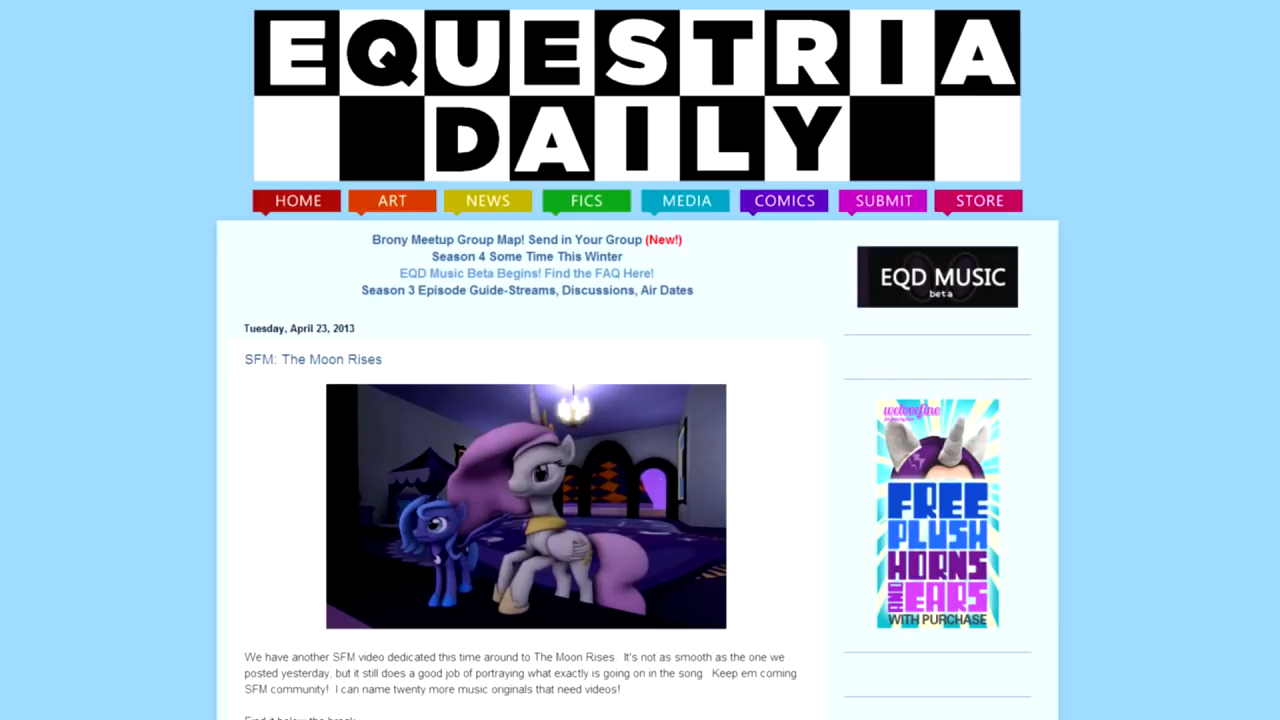 EQUESTRIA
DAILY
HOME ART NEWS FICS MEDIA COMICS SUBMIT STORE
Brony Meetup Group Map! Send in Your Group (New!)
Season 4 Some Time This Winter
EQD Music Beta Begins! Find the FAQ Here!
Season 3 Episode Guide-Streams, Discussions, Air Dates
EQD MUSIC
beta
Tuesday, April 23, 2013
SFM: The Moon Rises
welovefine
FREE
PLUSH
HORNS
AND EARS
WITH PURCHASE
We have another SFM video dedicated this time around to The Moon Rises. It's not as smooth as the one we
posted yesterday, but it still does a good job of portraying what exactly is going on in the song Keep em coming
SFM community! I can name twenty more music originals that need videos!
Find it below the break